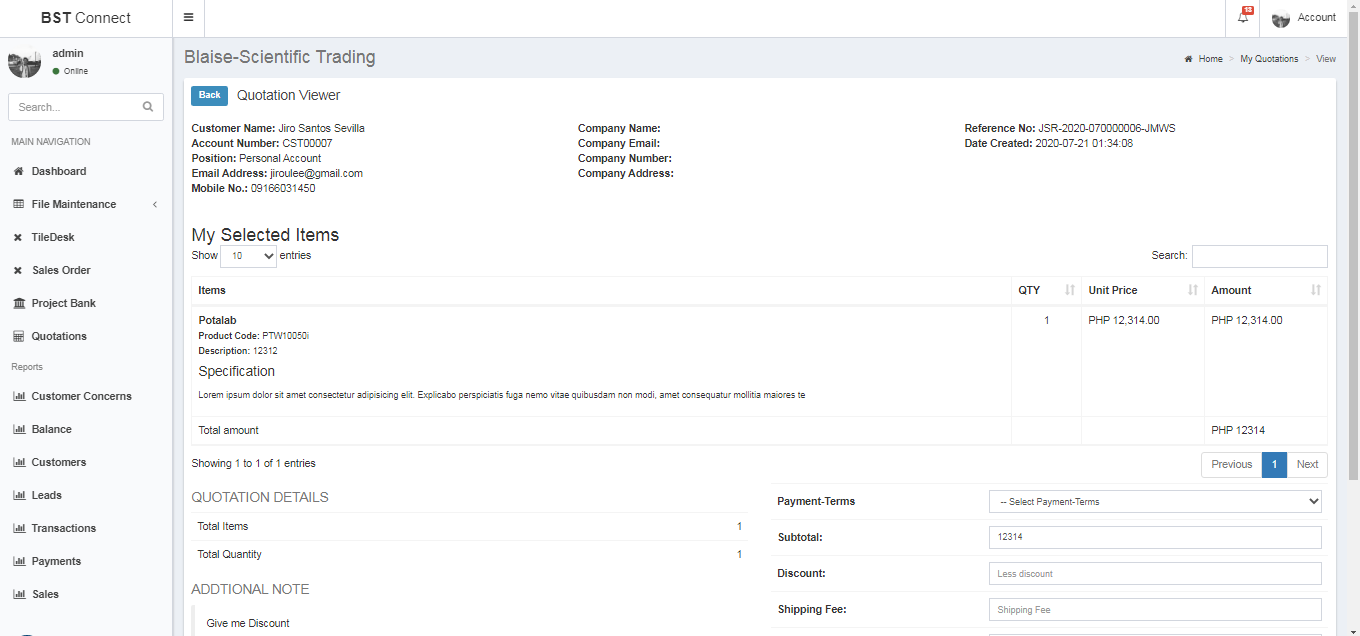 BST Connect
13
Account
admin
Online
Search...
MAIN NAVIGATION
Dashboard
File Maintenance
TileDesk
Sales Order
Project Bank
Quotations
Reports
Customer Concerns
Balance
Customers
Leads
Transactions
Payments
Sales
Blaise-Scientific Trading
Home > My Quotations > View
Back Quotation Viewer
Customer Name: Jiro Santos Sevilla
Account Number: CST00007
Position: Personal Account
Email Address: jiroulee@gmail.com
Mobile No.: 09166031450
Company Name:
Company Email:
Company Number:
Company Address:
Reference No: JSR-2020-070000006-JMWS
Date Created: 2020-07-21 01:34:08
My Selected Items
Show 10 entries
Search:
Items QTY Unit Price Amount
Potalab 1 PHP 12,314.00 PHP 12,314.00
Product Code: PTW10050i
Description: 12312
Specification
Lorem ipsum dolor sit amet consectetur adipisicing elit. Explicabo perspiciatis fuga nemo vitae quibusdam non modi, amet consequatur mollitia maiores te
Total amount PHP 12314
Showing 1 to 1 of 1 entries
Previous 1 Next
QUOTATION DETAILS
Total Items 1
Total Quantity 1
ADDTIONAL NOTE
Give me Discount
Payment-Terms -- Select Payment-Terms
Subtotal: 12314
Discount: Less discount
Shipping Fee: Shipping Fee